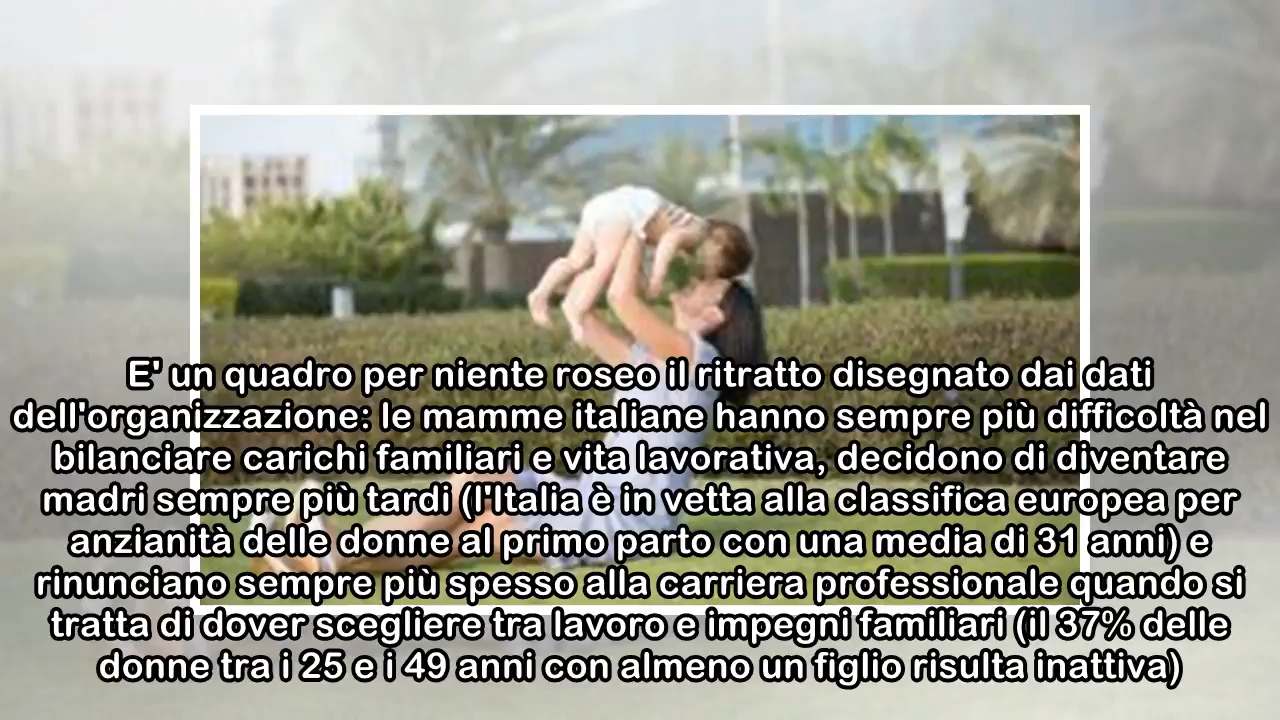 E' un quadro per niente roseo il ritratto disegnato dai dati
dell'organizzazione: le mamme italiane hanno sempre più difficoltà nel
bilanciare carichi familiari e vita lavorativa, decidono di diventare
madri sempre più tardi (l'Italia è in vetta alla classifica europea per
anzianità delle donne al primo parto con una media di 31 anni) e
rinunciano sempre più spesso alla carriera professionale quando si
tratta di dover scegliere tra lavoro e impegni familiari (il 37% delle
donne tra i 25 e i 49 anni con almeno un figlio risulta inattiva)